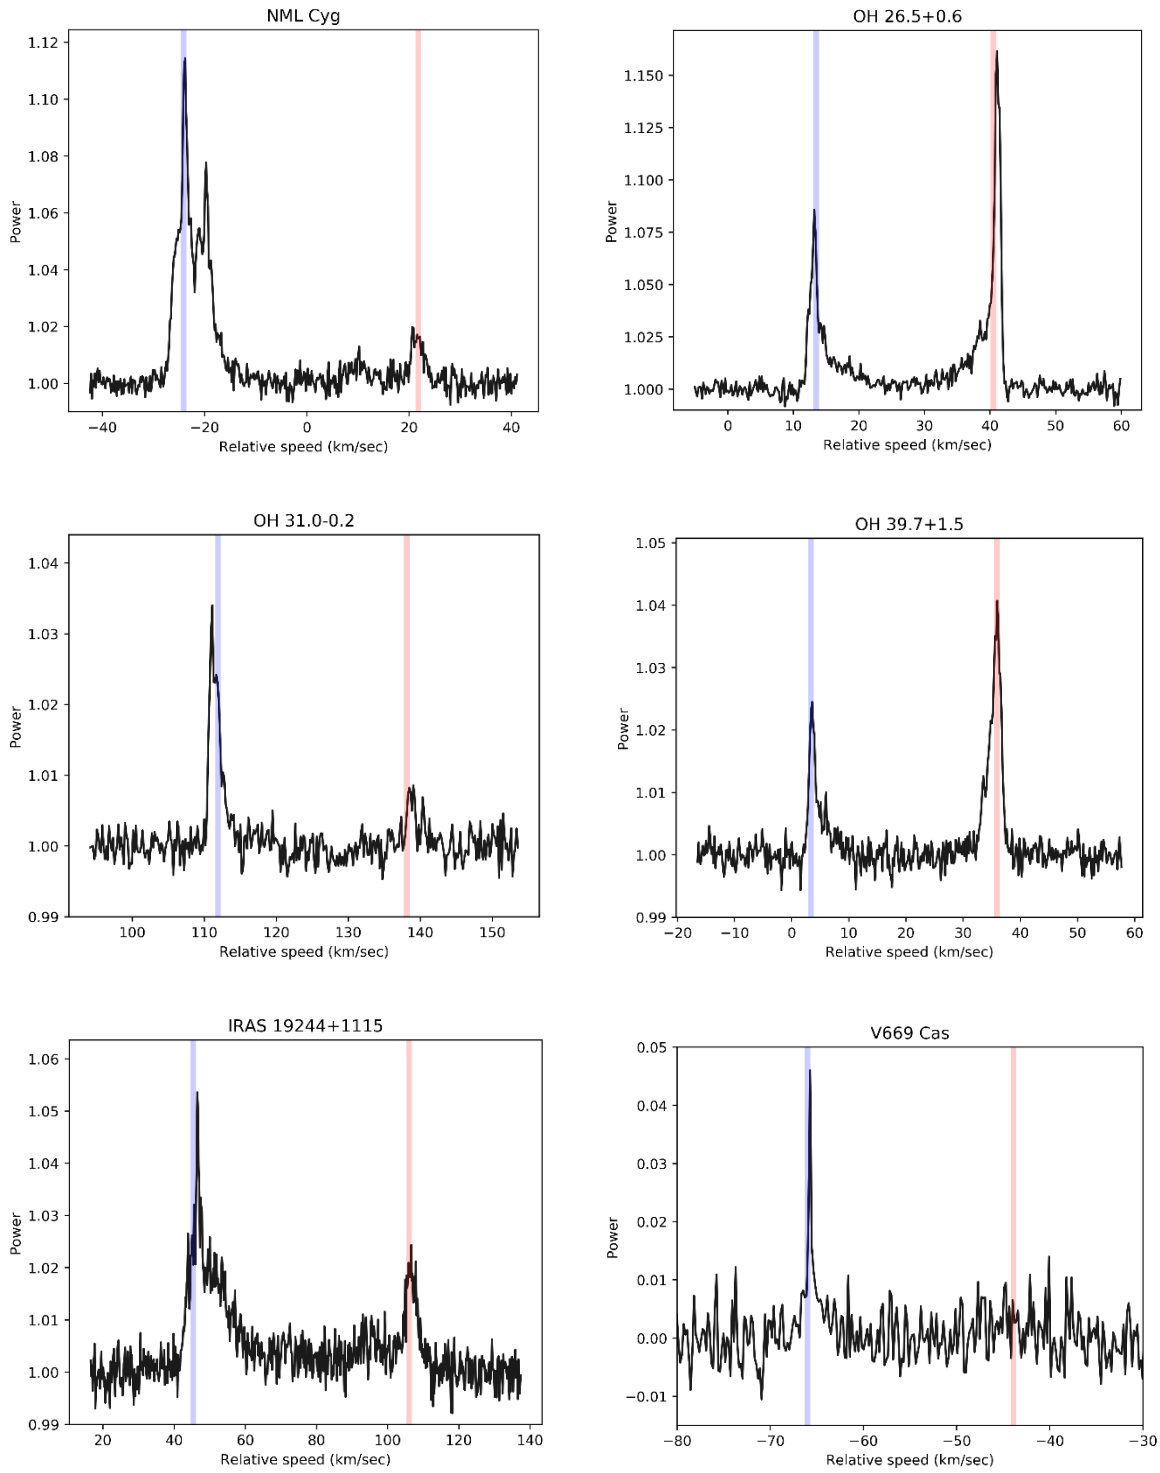 NML Cyg
1.12
1.10
1.08
1.06
1.04
1.02
1.00
Power
−40 −20 0 20 40
Relative speed (km/sec)
OH 26.5+0.6
1.150
1.125
1.100
1.075
1.050
1.025
1.000
Power
0 10 20 30 40 50 60
Relative speed (km/sec)
OH 31.0-0.2
1.04
1.03
1.02
1.01
1.00
0.99
Power
100 110 120 130 140 150
Relative speed (km/sec)
OH 39.7+1.5
1.05
1.04
1.03
1.02
1.01
1.00
0.99
Power
−20 −10 0 10 20 30 40 50 60
Relative speed (km/sec)
IRAS 19244+1115
1.06
1.05
1.04
1.03
1.02
1.01
1.00
0.99
Power
20 40 60 80 100 120 140
Relative speed (km/sec)
V669 Cas
0.05
0.04
0.03
0.02
0.01
0.00
−0.01
Power
−80 −70 −60 −50 −40 −30
Relative speed (km/sec)